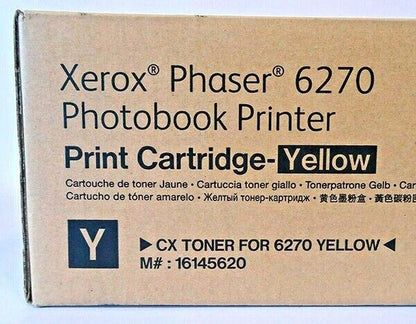 Xerox® Phaser® 6270
Photobook Printer
Print Cartridge-Yellow
Cartouche de toner Jaune • Cartuccia toner giallo • Tonerpatrone Gelb •
Cartucho de tóner amarelo • Желтый тонер-картридж • 黄色墨粉盒 • 黃色碳粉匣
Y
▶ CX TONER FOR 6270 YELLOW ◀
M# : 16145620